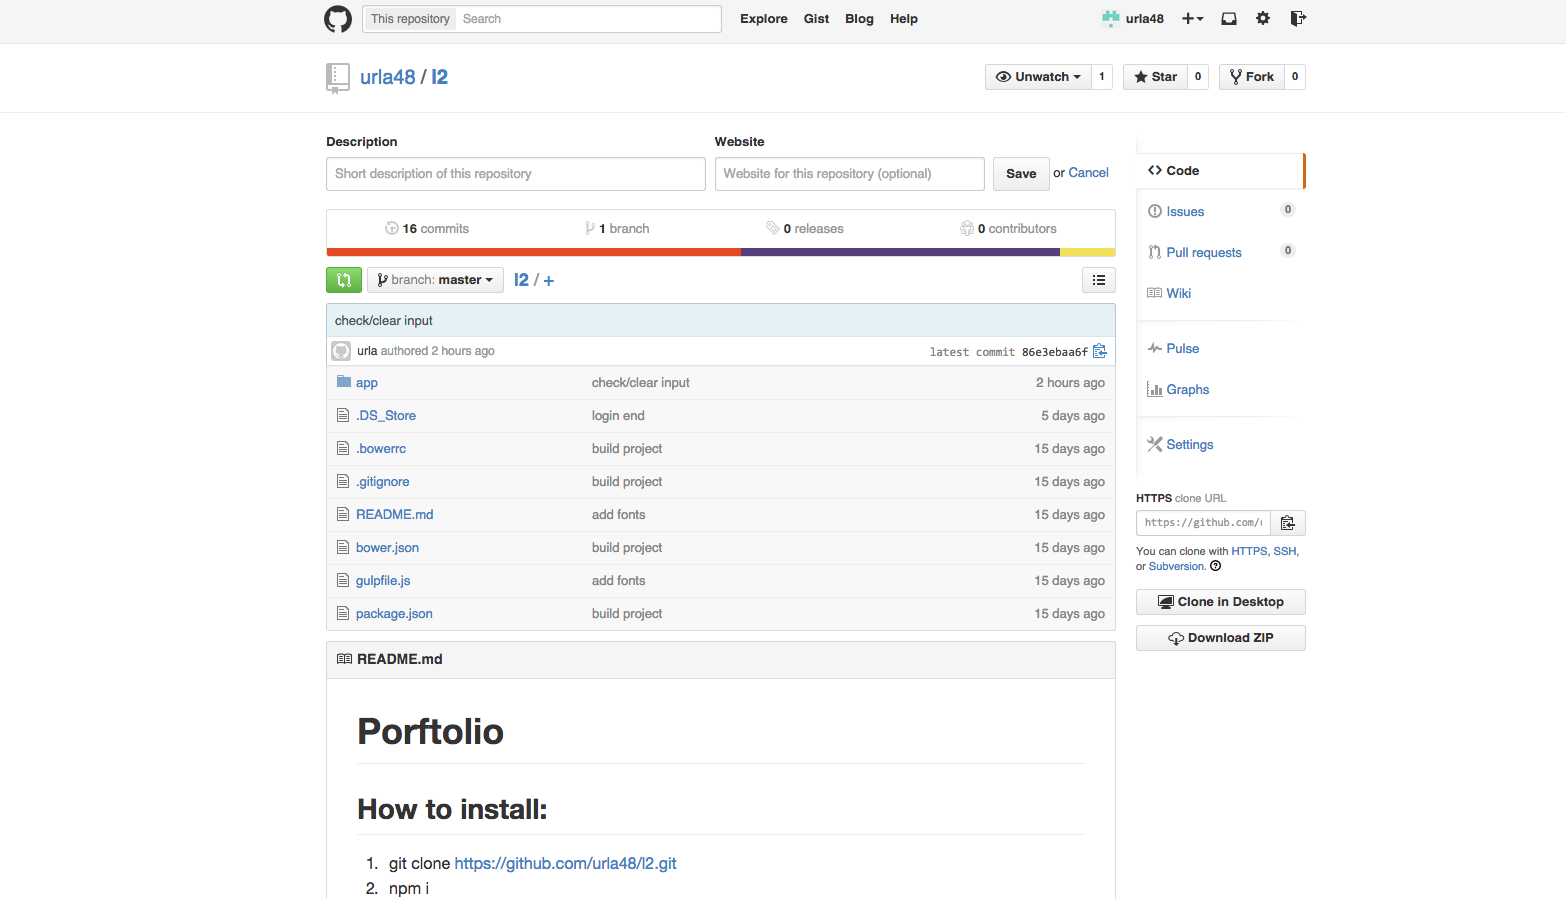 This repository Search Explore Gist Blog Help urla48
urla48 / l2 Unwatch 1 Star 0 Fork 0
Description Website
Short description of this repository Website for this repository (optional) Save or Cancel
16 commits 1 branch 0 releases 0 contributors
branch: master l2 / +
check/clear input
urla authored 2 hours ago latest commit 86e3ebaa6f
app check/clear input 2 hours ago
.DS_Store login end 5 days ago
.bowerrc build project 15 days ago
.gitignore build project 15 days ago
README.md add fonts 15 days ago
bower.json build project 15 days ago
gulpfile.js add fonts 15 days ago
package.json build project 15 days ago
README.md
Porftolio
How to install:
1. git clone https://github.com/urla48/l2.git
2. npm i
Code
Issues 0
Pull requests 0
Wiki
Pulse
Graphs
Settings
HTTPS clone URL
https://github.com/
You can clone with HTTPS, SSH,
or Subversion.
Clone in Desktop
Download ZIP